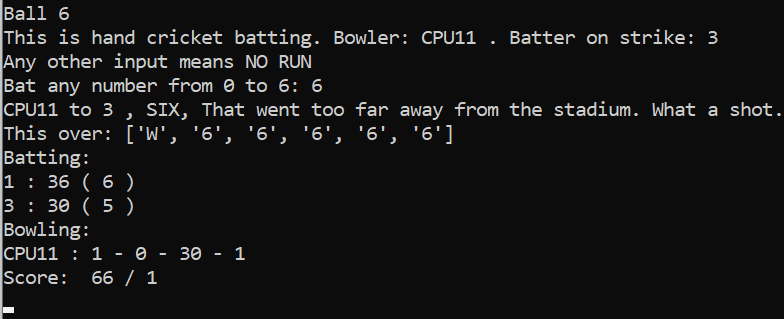 Ball 6
This is hand cricket batting. Bowler: CPU11 . Batter on strike: 3
Any other input means NO RUN
Bat any number from 0 to 6: 6
CPU11 to 3 , SIX, That went too far away from the stadium. What a shot.
This over: ['W', '6', '6', '6', '6', '6']
Batting:
1 : 36 ( 6 )
3 : 30 ( 5 )
Bowling:
CPU11 : 1 - 0 - 30 - 1
Score:  66 / 1